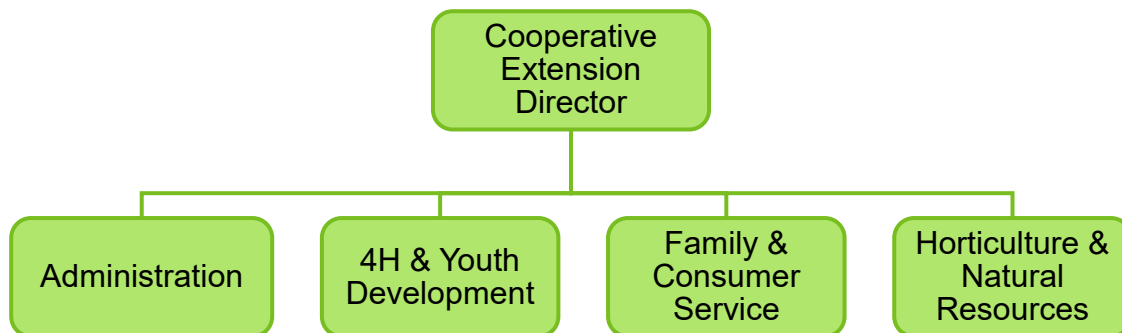 Cooperative
Extension
Director
Administration
4H & Youth
Development
Family &
Consumer
Service
Horticulture &
Natural
Resources